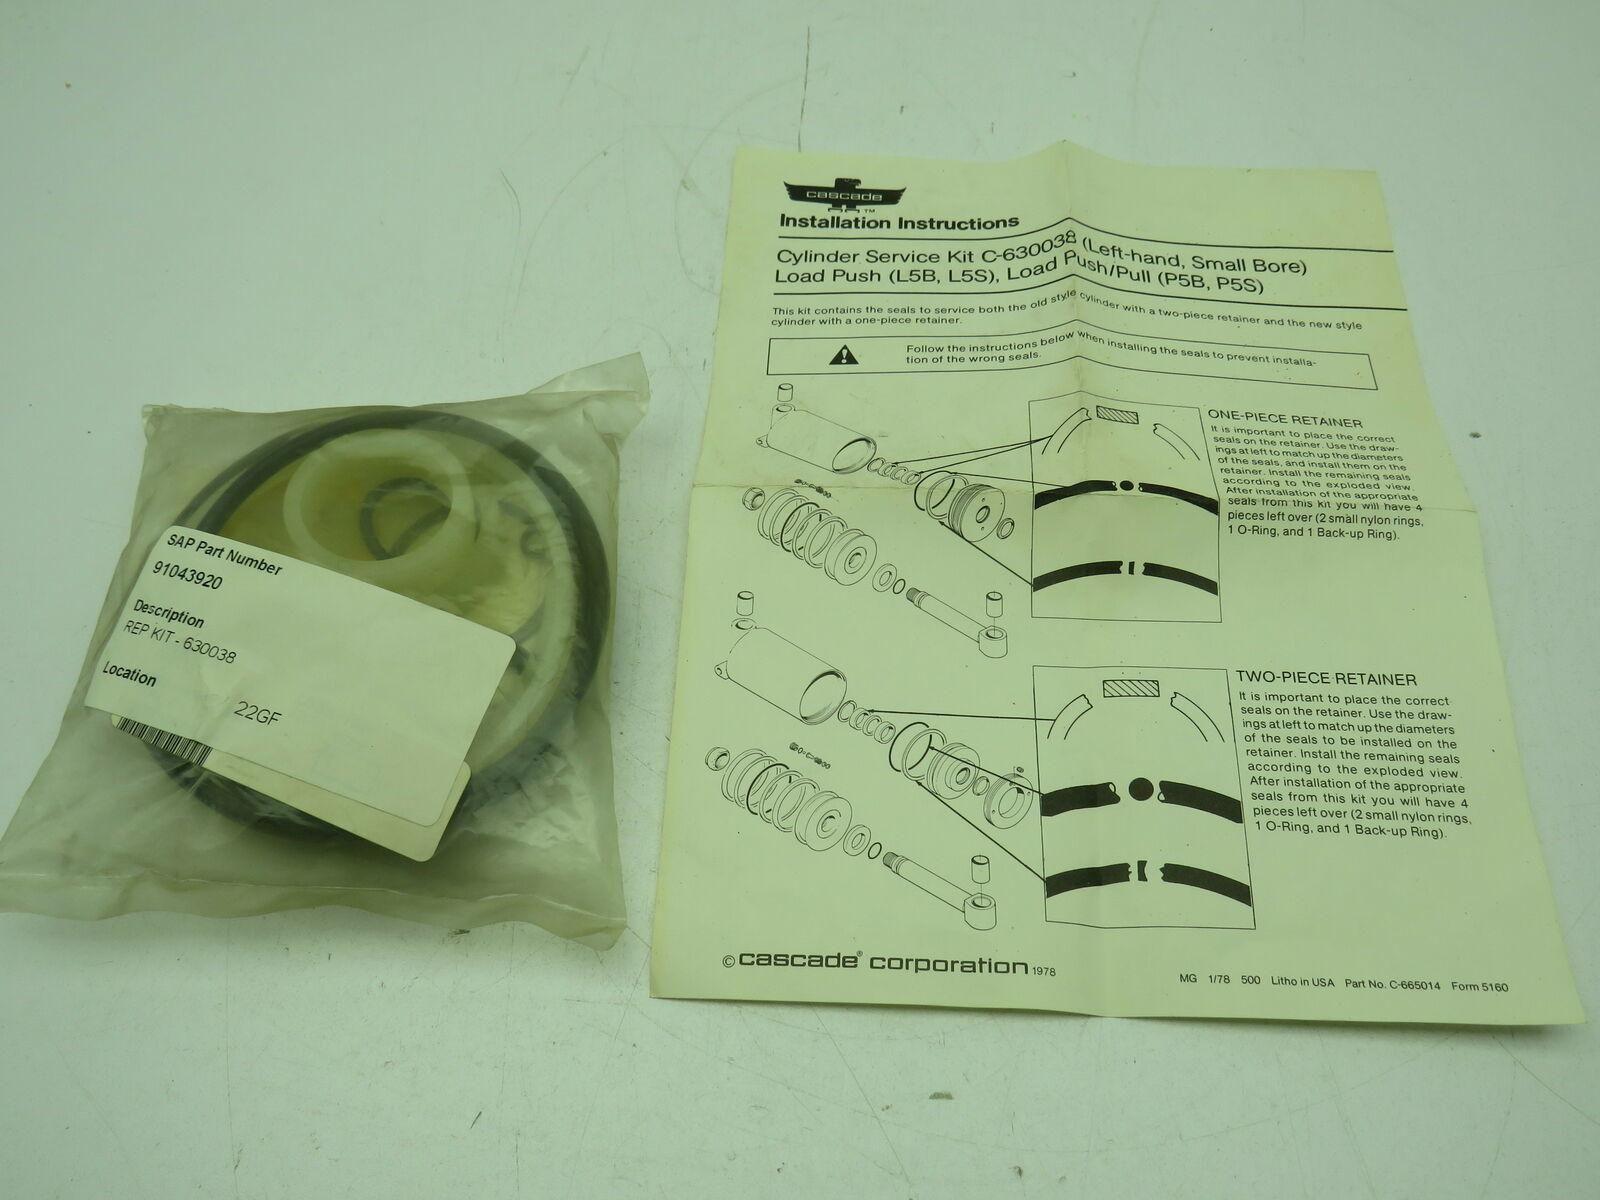 SAP Part Number
91043920
Description
REP KIT - 630038
Location
22GF
cascade
TM
Installation Instructions
Cylinder Service Kit C-630038 (Left-hand, Small Bore)
Load Push (L5B, L5S), Load Push/Pull (P5B, P5S)
This kit contains the seals to service both the old style cylinder with a two-piece retainer and the new style
cylinder with a one-piece retainer.
Follow the instructions below when installing the seals to prevent installa-
tion of the wrong seals.
ONE-PIECE RETAINER
It is important to place the correct
seals on the retainer. Use the draw-
ings at left to match up the diameters
of the seals, and install them on the
retainer. Install the remaining seals
according to the exploded view.
After installation of the appropriate
seals from this kit you will have 4
pieces left over (2 small nylon rings,
1 O-Ring, and 1 Back-up Ring).
TWO-PIECE RETAINER
It is important to place the correct
seals on the retainer. Use the draw-
ings at left to match up the diameters
of the seals to be installed on the
retainer. Install the remaining seals
according to the exploded view.
After installation of the appropriate
seals from this kit you will have 4
pieces left over (2 small nylon rings,
1 O-Ring, and 1 Back-up Ring).
© cascade® corporation 1978
MG 1/78 500 Litho in USA Part No. C-665014 Form 5160